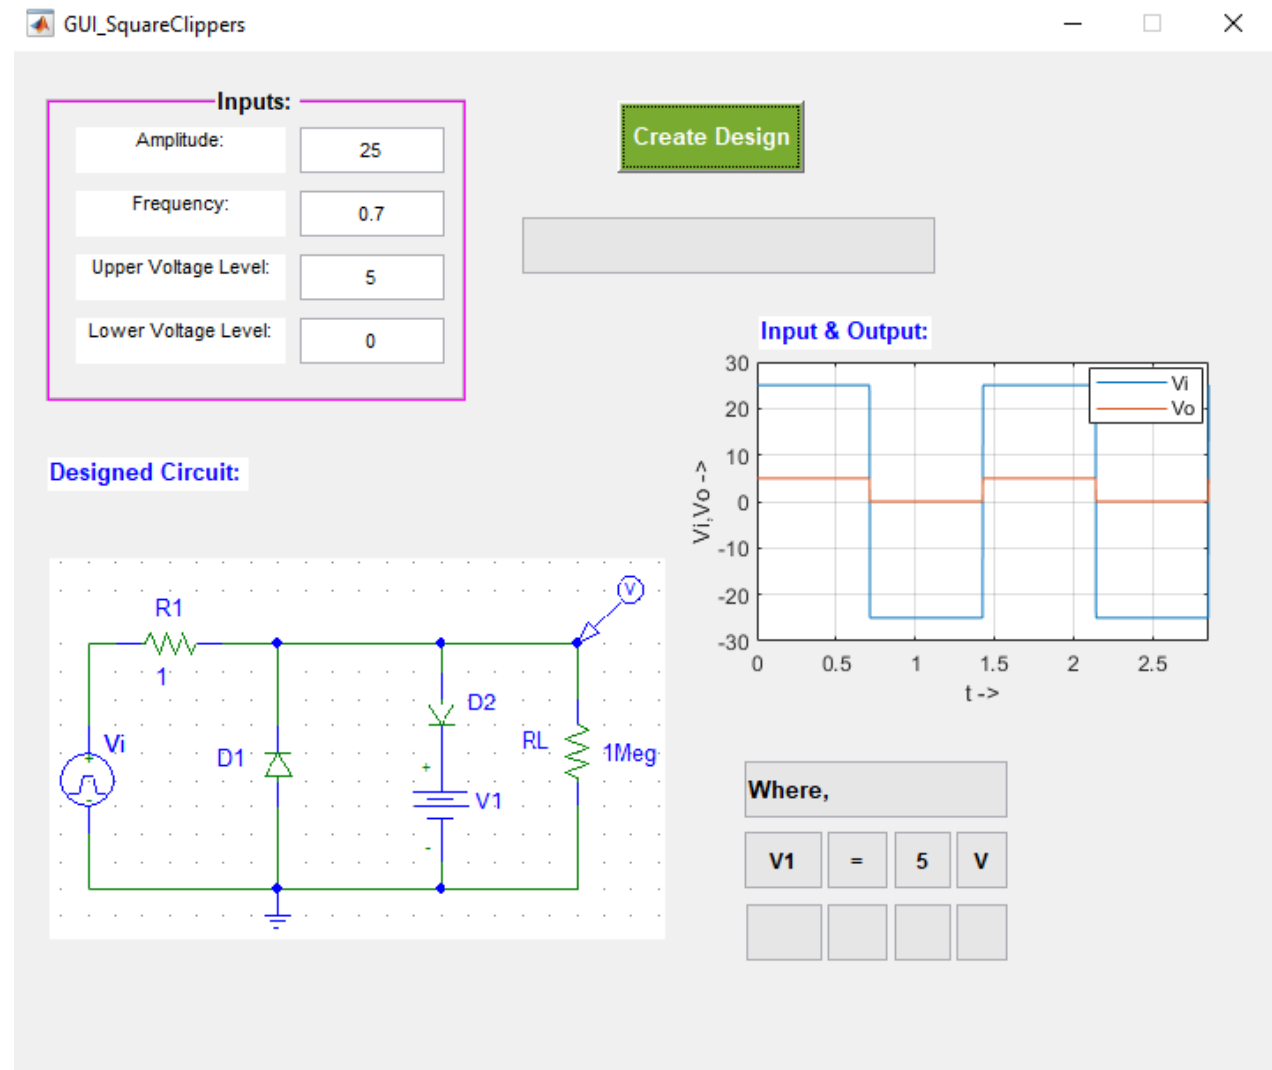 GUI_SquareClippers
Inputs:
Amplitude:
25
Frequency:
0.7
Upper Voltage Level:
5
Lower Voltage Level:
0
Create Design
Input & Output:
30
20
10
0
-10
-20
-30
0
0.5
1
1.5
2
2.5
Vi,Vo ->
t ->
Vi
Vo
Designed Circuit:
R1
1
Vi
+
-
D1
D2
+
V1
-
RL
1Meg
V
Where,
V1 = 5 V